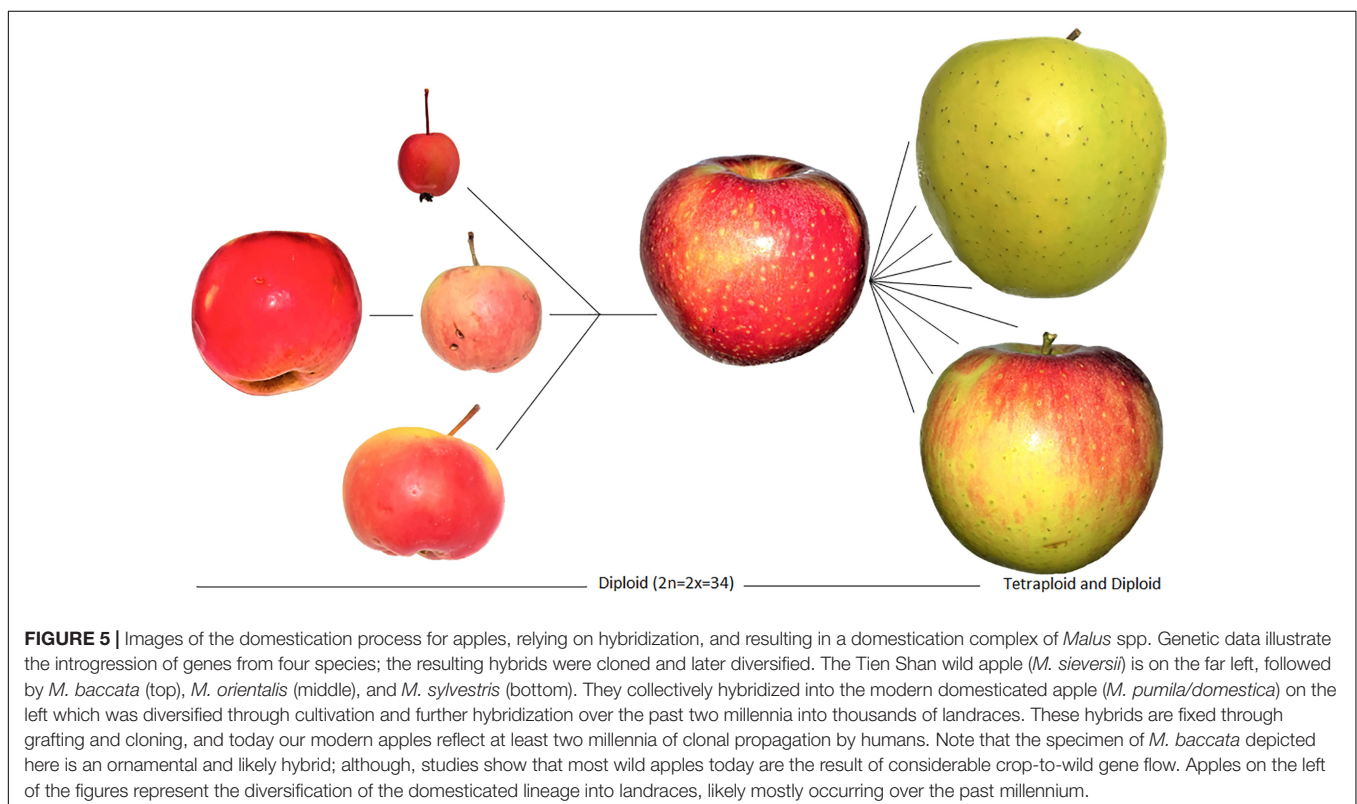 Diploid (2n=2x=34)
Tetraploid and Diploid
FIGURE 5 | Images of the domestication process for apples, relying on hybridization, and resulting in a domestication complex of Malus spp. Genetic data illustrate
the introgression of genes from four species; the resulting hybrids were cloned and later diversified. The Tien Shan wild apple (M. sieversii) is on the far left, followed
by M. baccata (top), M. orientalis (middle), and M. sylvestris (bottom). They collectively hybridized into the modern domesticated apple (M. pumila/domestica) on the
left which was diversified through cultivation and further hybridization over the past two millennia into thousands of landraces. These hybrids are fixed through
grafting and cloning, and today our modern apples reflect at least two millennia of clonal propagation by humans. Note that the specimen of M. baccata depicted
here is an ornamental and likely hybrid; although, studies show that most wild apples today are the result of considerable crop-to-wild gene flow. Apples on the left
of the figures represent the diversification of the domesticated lineage into landraces, likely mostly occurring over the past millennium.